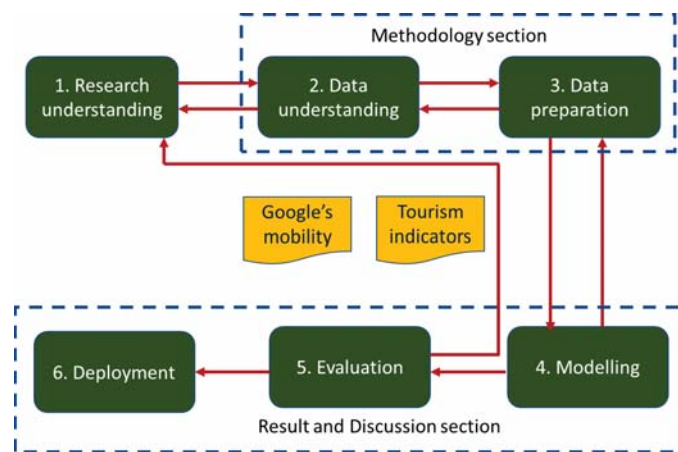 Methodology section
1. Research
understanding
2. Data
understanding
3. Data
preparation
Google's
mobility
Tourism
indicators
6. Deployment
5. Evaluation
4. Modelling
Result and Discussion section